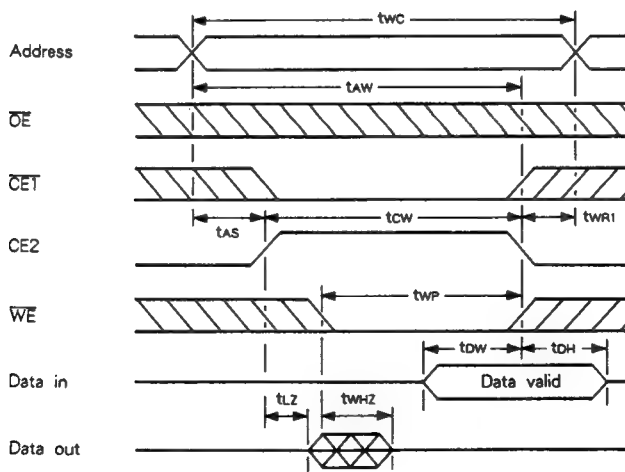 tWC
Address
tAW
OE
CE1
tAS
tCW
tWR1
CE2
tWP
WE
tDW
tDH
Data in
Data valid
tLZ
tWHZ
Data out